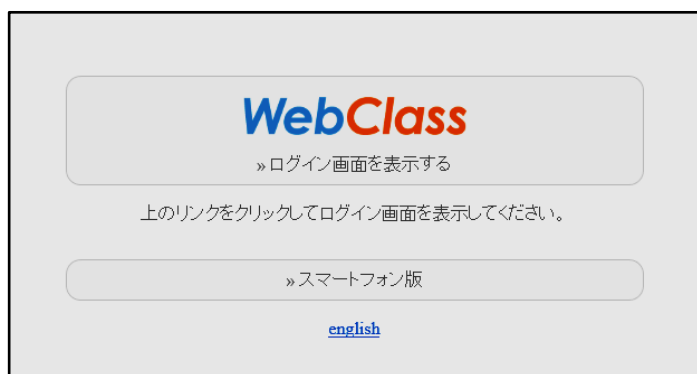 WebClass
»ログイン画面を表示する
上のリンクをクリックしてログイン画面を表示してください。
»スマートフォン版
english